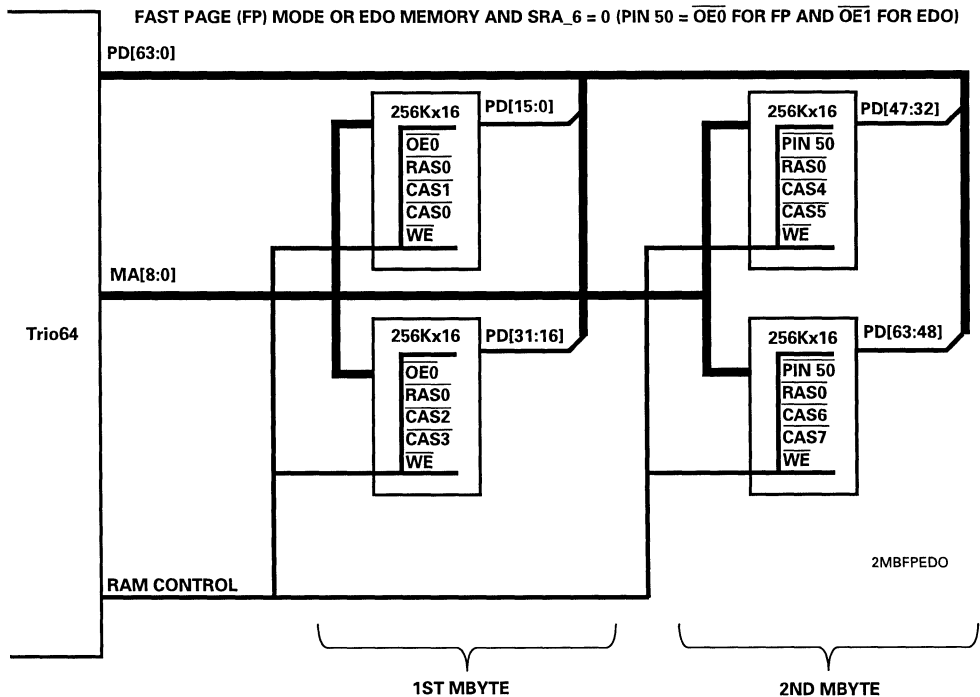 FAST PAGE (FP) MODE OR EDO MEMORY AND SRA_6 = 0 (PIN 50 = OE0 FOR FP AND OE1 FOR EDO)
PD[63:0]
256Kx16
PD[15:0]
OE0
RAS0
CAS1
CAS0
WE
256Kx16
PD[47:32]
PIN 50
RAS0
CAS4
CAS5
WE
MA[8:0]
Trio64
256Kx16
PD[31:16]
OE0
RAS0
CAS2
CAS3
WE
256Kx16
PD[63:48]
PIN 50
RAS0
CAS6
CAS7
WE
2MBFPEDO
RAM CONTROL
1ST MBYTE
2ND MBYTE